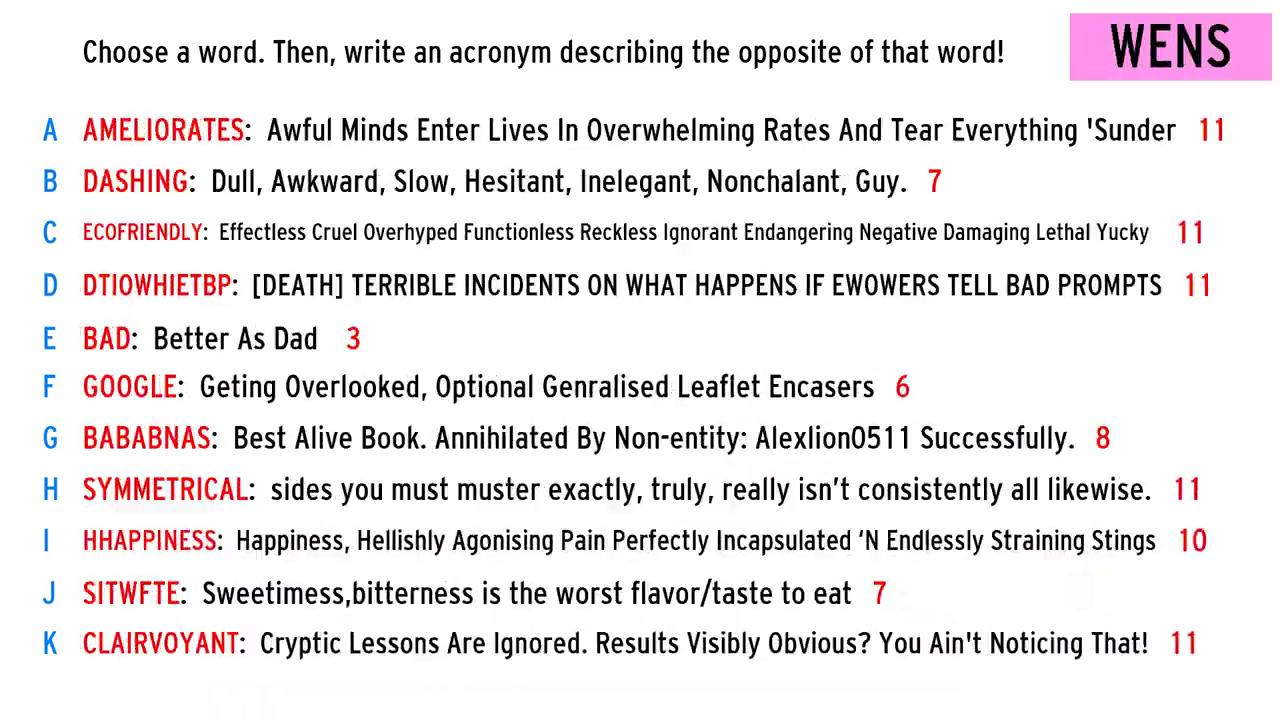 Choose a word. Then, write an acronym describing the opposite of that word!
WENS
A AMELIORATES: Awful Minds Enter Lives In Overwhelming Rates And Tear Everything 'Sunder 11
B DASHING: Dull, Awkward, Slow, Hesitant, Inelegant, Nonchalant, Guy. 7
C ECOFRIENDLY: Effectless Cruel Overhyped Functionless Reckless Ignorant Endangering Negative Damaging Lethal Yucky 11
D DTIOWHIETBP: [DEATH] TERRIBLE INCIDENTS ON WHAT HAPPENS IF EWOWERS TELL BAD PROMPTS 11
E BAD: Better As Dad 3
F GOOGLE: Geting Overlooked, Optional Genralised Leaflet Encasers 6
G BABABNAS: Best Alive Book. Annihilated By Non-entity: Alexlion0511 Successfully. 8
H SYMMETRICAL: sides you must muster exactly, truly, really isn’t consistently all likewise. 11
I HHAPPINESS: Happiness, Hellishly Agonising Pain Perfectly Incapsulated ‘N Endlessly Straining Stings 10
J SITWFTE: Sweetimess,bitterness is the worst flavor/taste to eat 7
K CLAIRVOYANT: Cryptic Lessons Are Ignored. Results Visibly Obvious? You Ain't Noticing That! 11